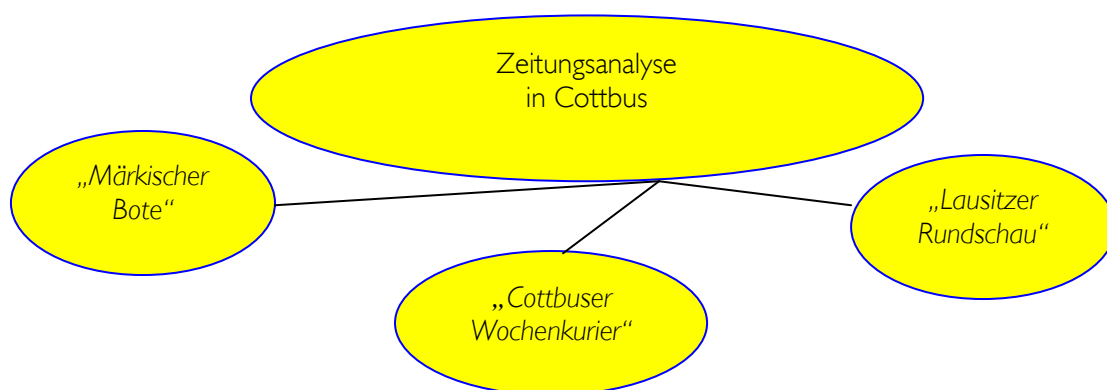 Zeitungsanalyse
in Cottbus
„Märkischer
Bote“
„Lausitzer
Rundschau“
„Cottbuser
Wochenkurier“